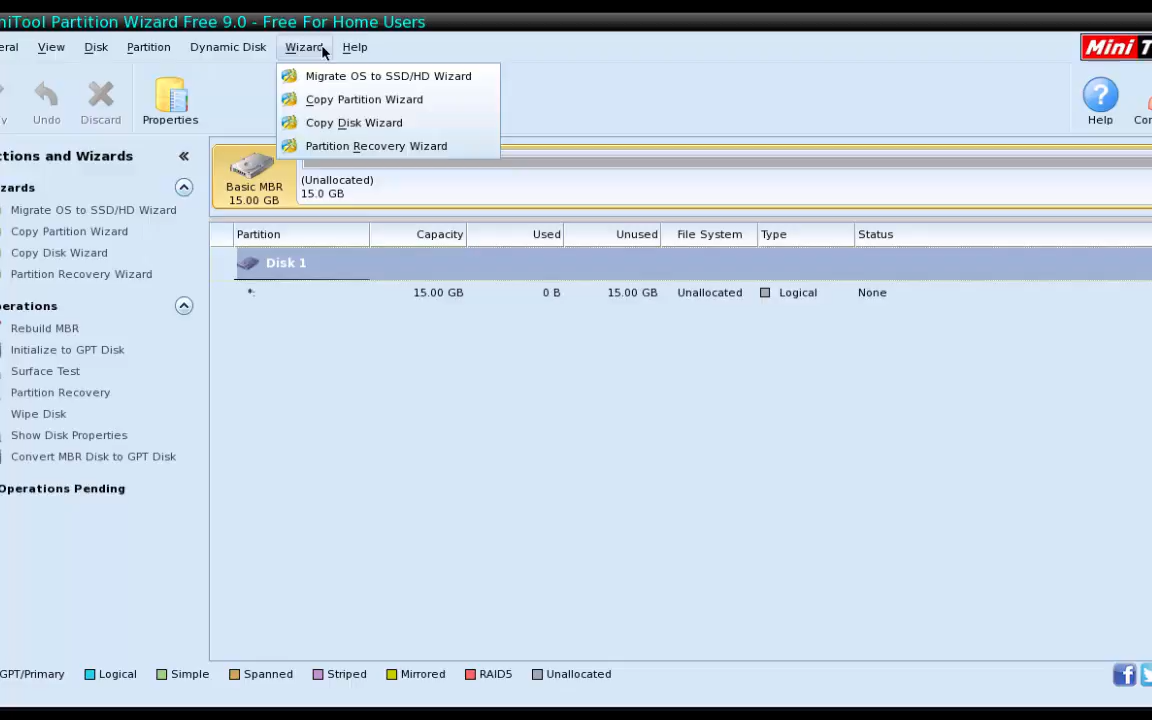 niTool Partition Wizard Free 9.0 - Free For Home Users
eral View Disk Partition Dynamic Disk Wizard Help
Mini T
Migrate OS to SSD/HD Wizard
Copy Partition Wizard
Copy Disk Wizard
Partition Recovery Wizard
y Undo Discard Properties Help Con
ctions and Wizards
zards
Migrate OS to SSD/HD Wizard
Copy Partition Wizard
Copy Disk Wizard
Partition Recovery Wizard
perations
Rebuild MBR
Initialize to GPT Disk
Surface Test
Partition Recovery
Wipe Disk
Show Disk Properties
Convert MBR Disk to GPT Disk
Operations Pending
Basic MBR
15.00 GB
(Unallocated)
15.0 GB
Partition Capacity Used Unused File System Type Status
Disk 1
*: 15.00 GB 0 B 15.00 GB Unallocated Logical None
GPT/Primary Logical Simple Spanned Striped Mirrored RAID5 Unallocated
f